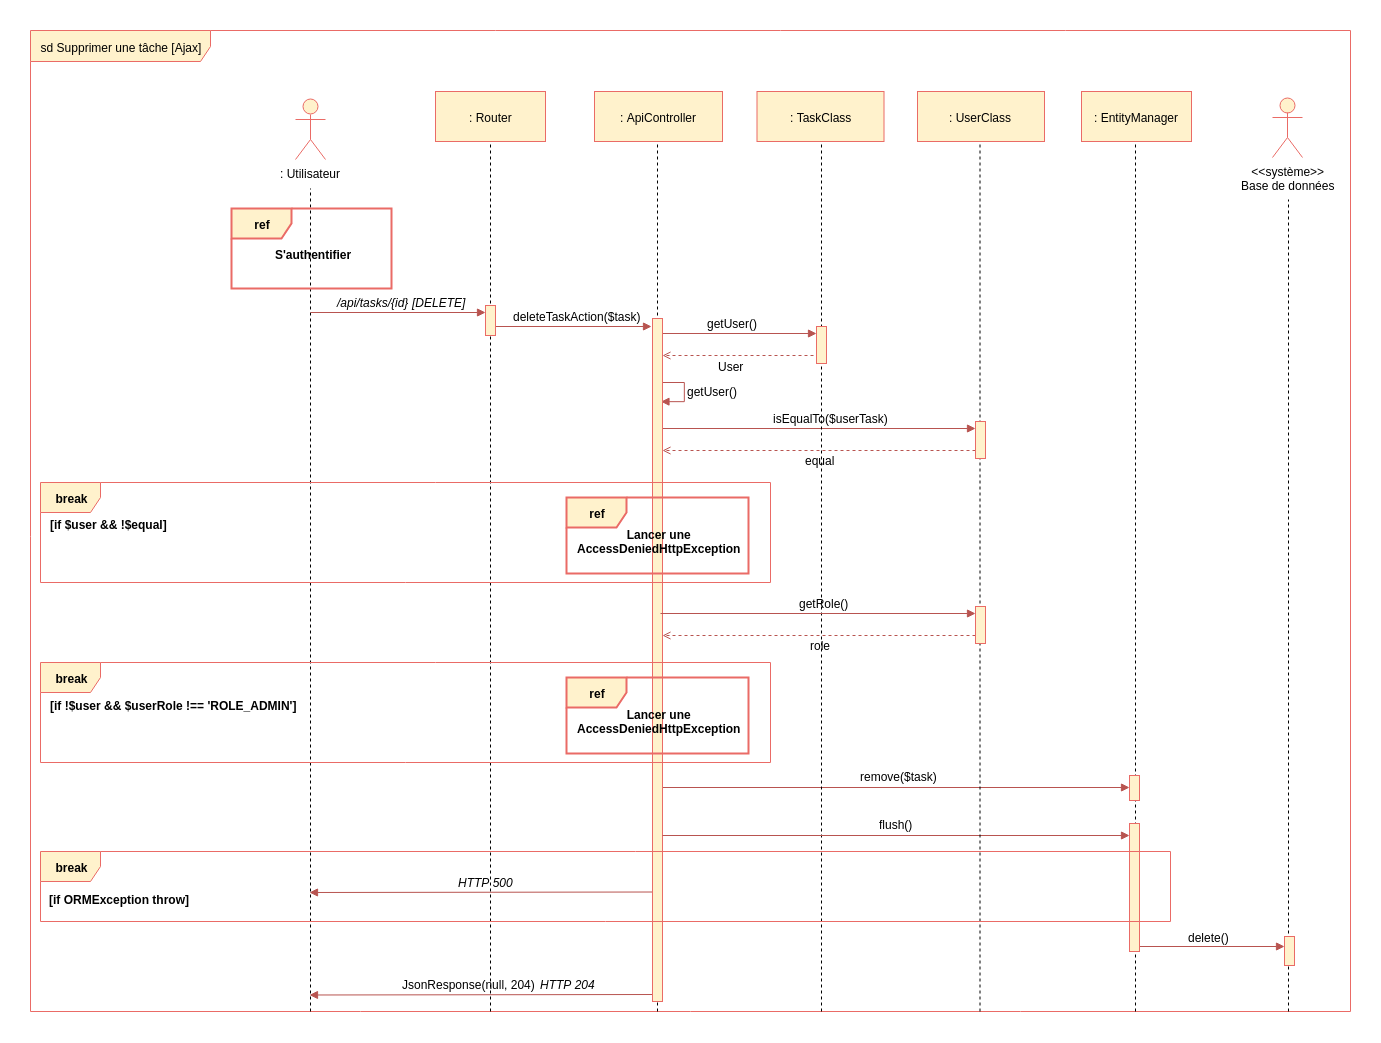 sd Supprimer une tâche [Ajax]
: Router
: ApiController
: TaskClass
: UserClass
: EntityManager
: Utilisateur
<<système>>
Base de données
ref
S'authentifier
/api/tasks/{id} [DELETE]
deleteTaskAction($task)
getUser()
User
getUser()
isEqualTo($userTask)
equal
break
[if $user && !$equal]
ref
Lancer une
AccessDeniedHttpException
getRole()
role
break
[if !$user && $userRole !== 'ROLE_ADMIN']
ref
Lancer une
AccessDeniedHttpException
remove($task)
flush()
break
HTTP 500
[if ORMException throw]
delete()
JsonResponse(null, 204) HTTP 204